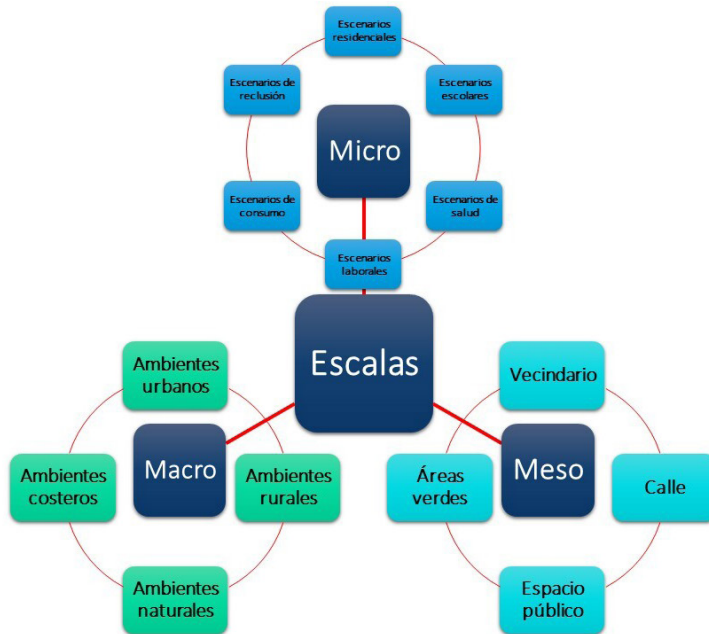 Escenarios
residenciales
Escenarios de
reclusión
Escenarios
escolares
Micro
Escenarios de
consumo
Escenarios de
salud
Escenarios
laborales
Escalas
Ambientes
urbanos
Ambientes
costeros
Macro
Ambientes
rurales
Ambientes
naturales
Vecindario
Áreas
verdes
Meso
Calle
Espacio
público